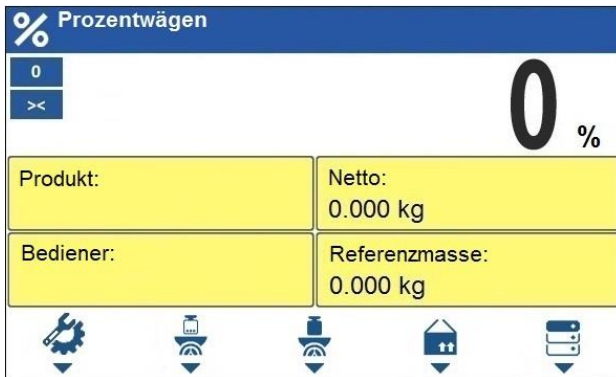 % Prozentwägen
0
><
0 %
Produkt:
Netto:
0.000 kg
Bediener:
Referenzmasse:
0.000 kg